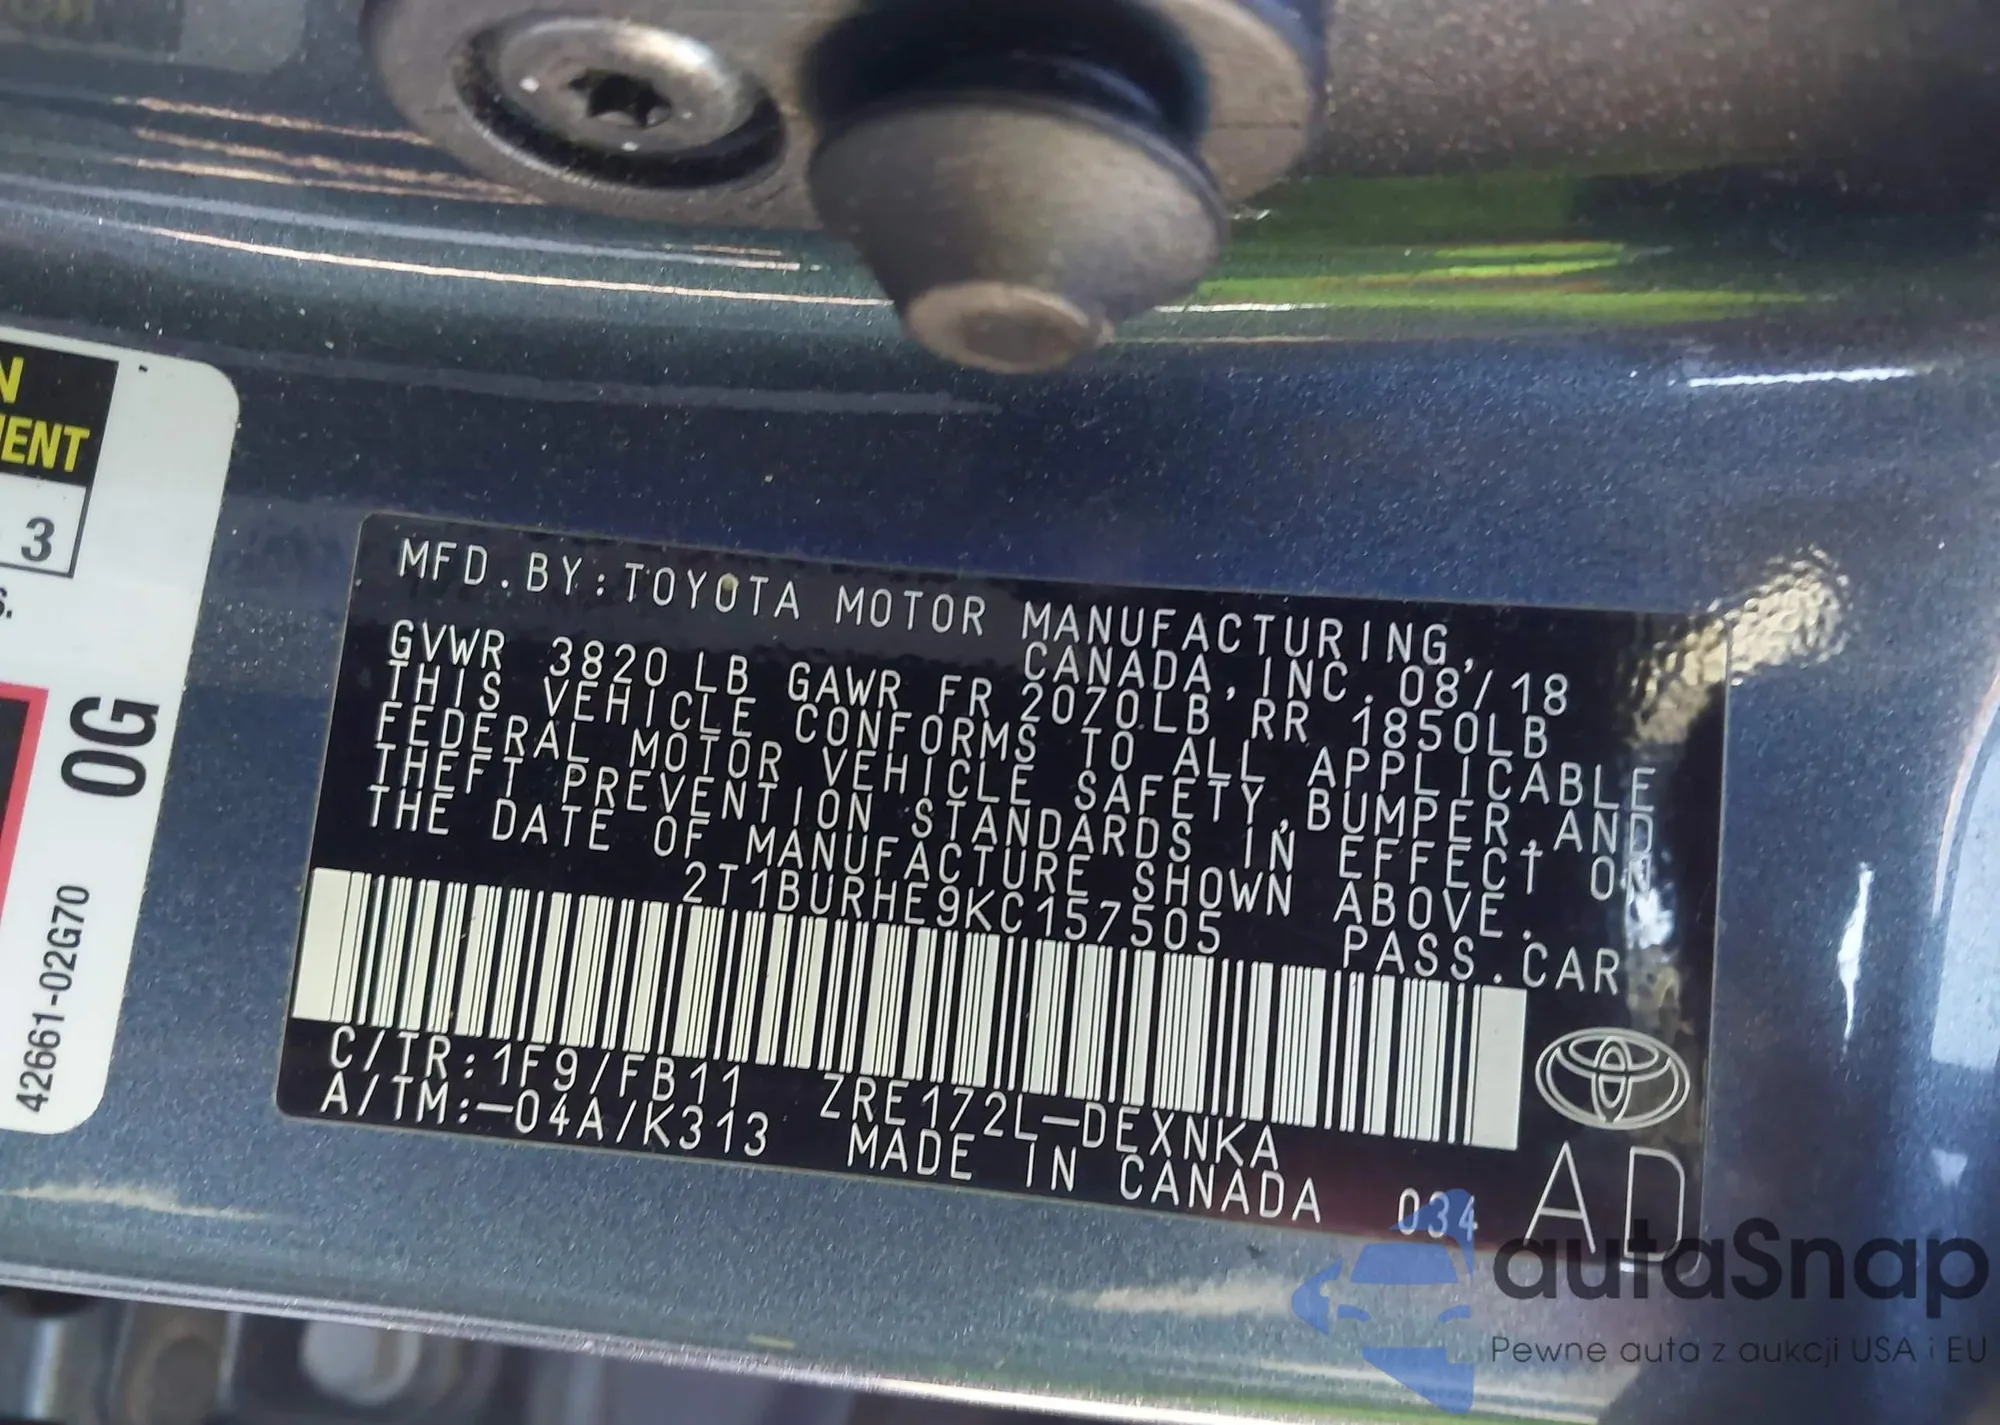 N
ENT
3
S.
0G
42661-02G70
MFD.BY:TOYOTA MOTOR MANUFACTURING,
CANADA,INC.08/18
GVWR 3820 LB GAWR FR 2070LB RR 1850LB
THIS VEHICLE CONFORMS TO ALL APPLICABLE
FEDERAL MOTOR VEHICLE SAFETY,BUMPER,AND
THEFT PREVENTION STANDARDS IN EFFECT ON
THE DATE OF MANUFACTURE SHOWN ABOVE.
2T1BURHE9KC157505 PASS.CAR
C/TR:1F9/FB11 ZRE172L-DEXNKA
A/TM:-04A/K313 MADE IN CANADA 034
AD
autaSnap
Pewne auta z aukcji USA i EU